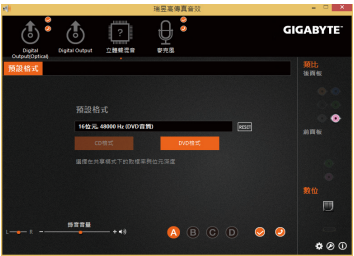 瑞昱高傳真音效
GIGABYTE™
Digital Output(Optical)
Digital Output
立體聲混音
麥克風
預設格式
類比
後面板
預設格式
16位元, 48000 Hz (DVD音質)
RESET
CD格式
DVD格式
選擇在共享模式下的取樣率與位元深度
前面板
數位
錄音音量
L
R
-
+
A
B
C
D